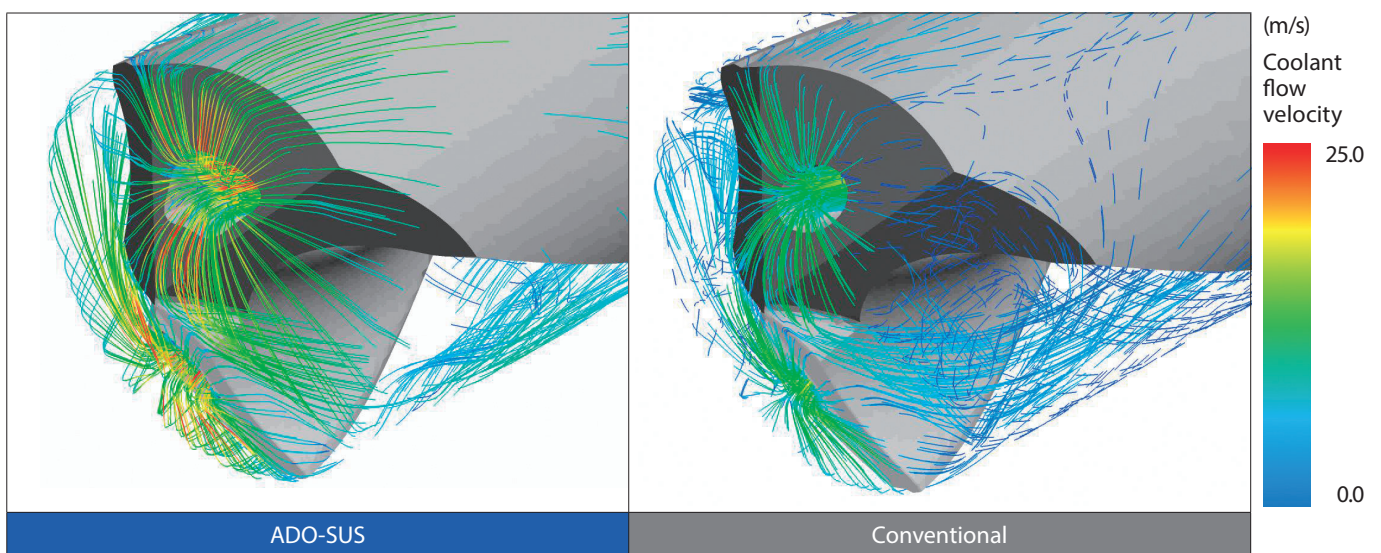 (m/s)
Coolant
flow
velocity
25.0
0.0
ADO-SUS
Conventional